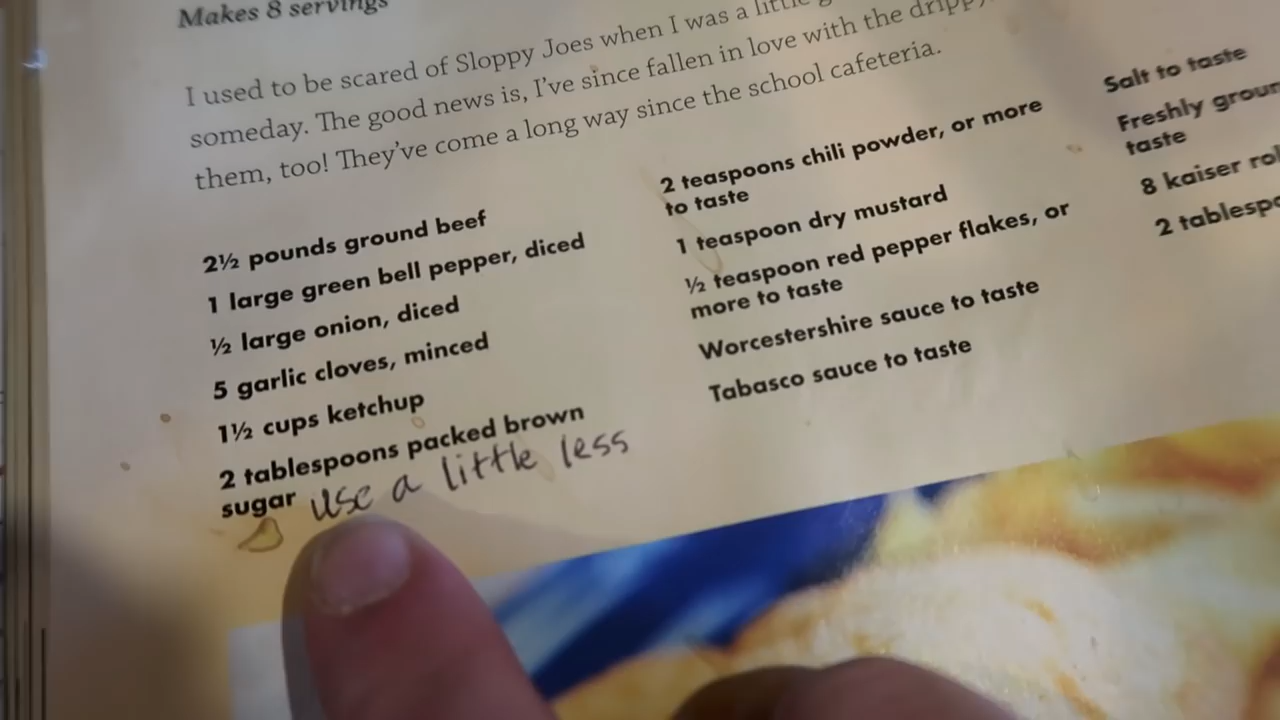 Makes 8 servings
I used to be scared of Sloppy Joes when I was a little
someday. The good news is, I've since fallen in love with the drippy,
them, too! They've come a long way since the school cafeteria.
2½ pounds ground beef
1 large green bell pepper, diced
½ large onion, diced
5 garlic cloves, minced
1½ cups ketchup
2 tablespoons packed brown
sugar use a little less
2 teaspoons chili powder, or more
to taste
1 teaspoon dry mustard
½ teaspoon red pepper flakes, or
more to taste
Worcestershire sauce to taste
Tabasco sauce to taste
Salt to taste
Freshly
taste
8 kaiser
2